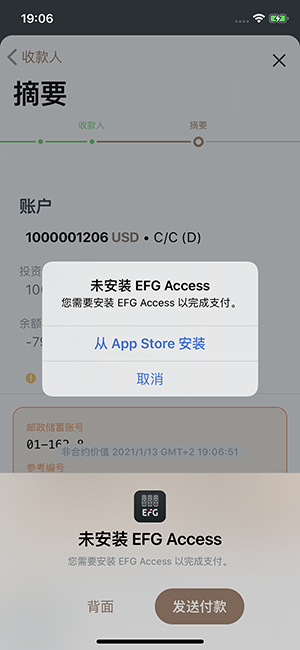 19:06
收款人
摘要
收款人
摘要
账户
1000001206 USD • C/C (D)
投资
100
余额
-79
未安装 EFG Access
您需要安装 EFG Access 以完成支付。
从 App Store 安装
取消
邮政储蓄账号
01-162-8
非合约价值 2021/1/13 GMT+2 19:06:51
参考编号
EFG
未安装 EFG Access
您需要安装 EFG Access 以完成支付。
背面
发送付款